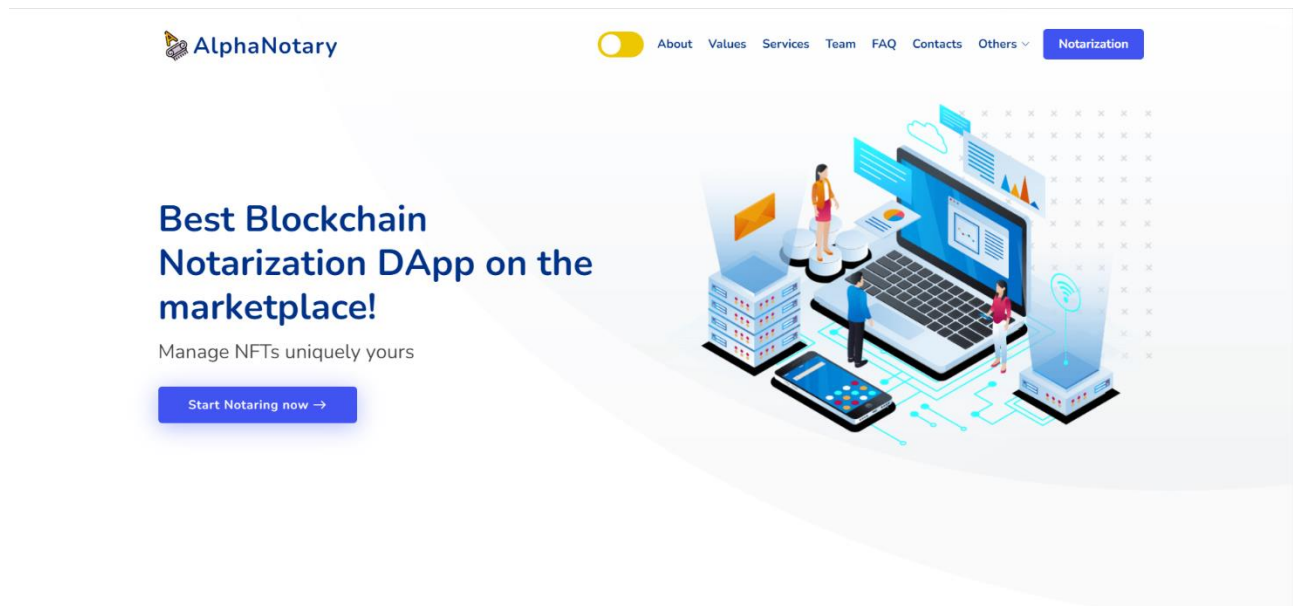 AlphaNotary
About Values Services Team FAQ Contacts Others Notarization
Best Blockchain
Notarization DApp on the
marketplace!
Manage NFTs uniquely yours
Start Notaring now →